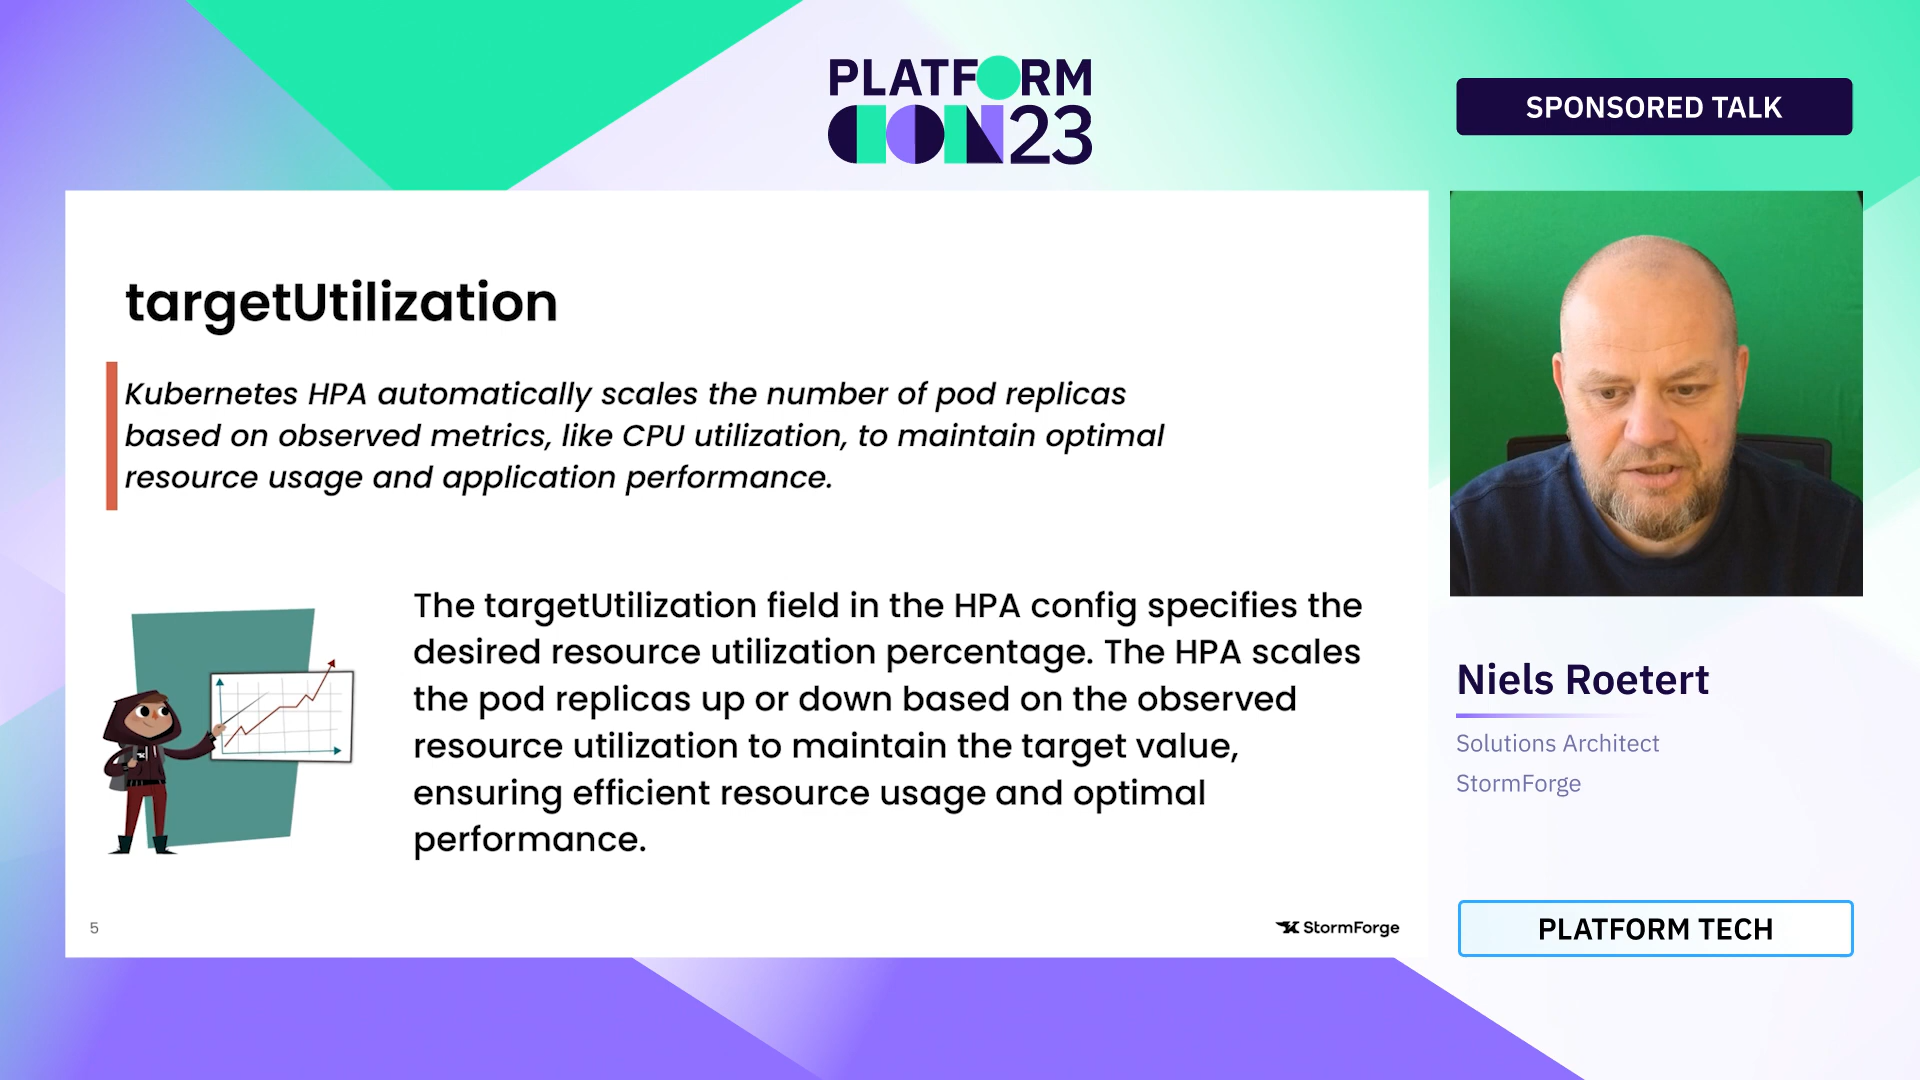 PLATFORM
CON23
SPONSORED TALK
targetUtilization
Kubernetes HPA automatically scales the number of pod replicas
based on observed metrics, like CPU utilization, to maintain optimal
resource usage and application performance.
The targetUtilization field in the HPA config specifies the
desired resource utilization percentage. The HPA scales
the pod replicas up or down based on the observed
resource utilization to maintain the target value,
ensuring efficient resource usage and optimal
performance.
5
StormForge
Niels Roetert
Solutions Architect
StormForge
PLATFORM TECH